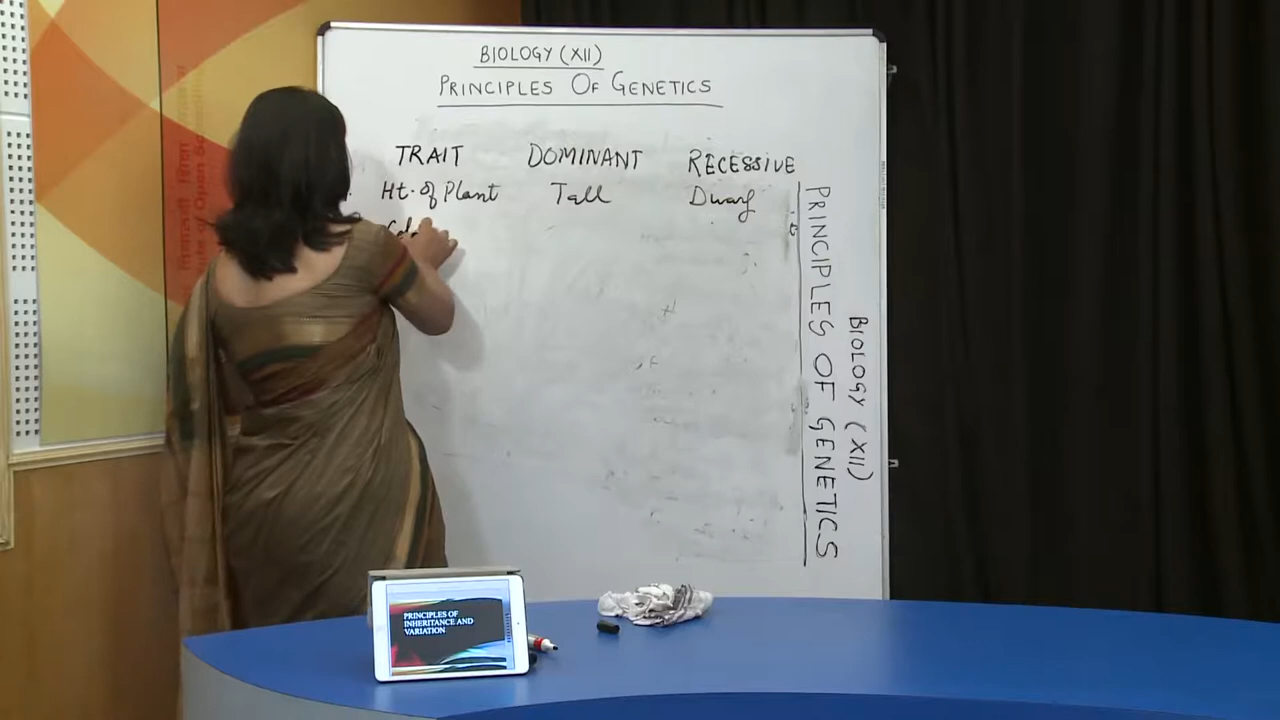 BIOLOGY (XII)
PRINCIPLES OF GENETICS
TRAIT DOMINANT RECESSIVE
Ht. of Plant Tall Dwarf
PRINCIPLES OF GENETICS
BIOLOGY (XII)
PRINCIPLES OF
INHERITANCE AND
VARIATION